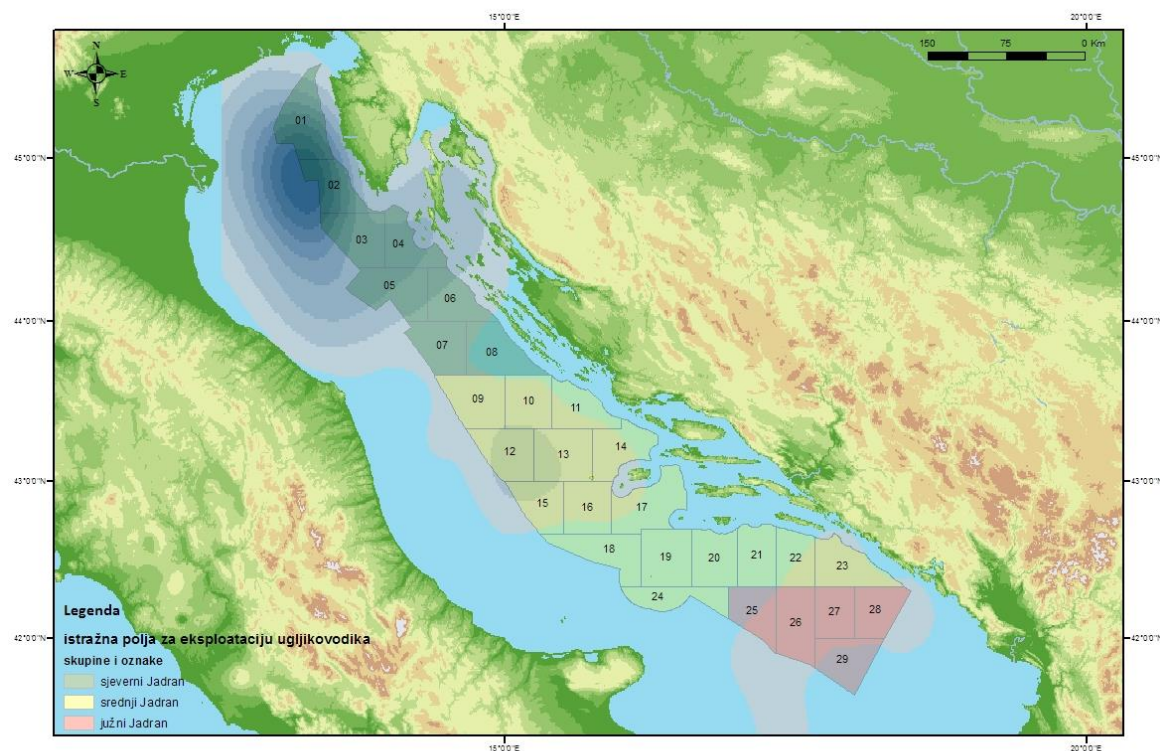 15°0'0"E
20°0'0"E
N
W E
S
150 75 0 Km
01
45°0'0"N
45°0'0"N
02
03
04
05
06
44°0'0"N
44°0'0"N
07
08
09
10
11
12
13
14
43°0'0"N
43°0'0"N
15
16
17
18
19
20
21
22
23
24
25
26
27
28
29
42°0'0"N
42°0'0"N
Legenda
istražna polja za eksploataciju ugljikovodika
skupine i oznake
sjeverni Jadran
srednji Jadran
južni Jadran
15°0'0"E
20°0'0"E